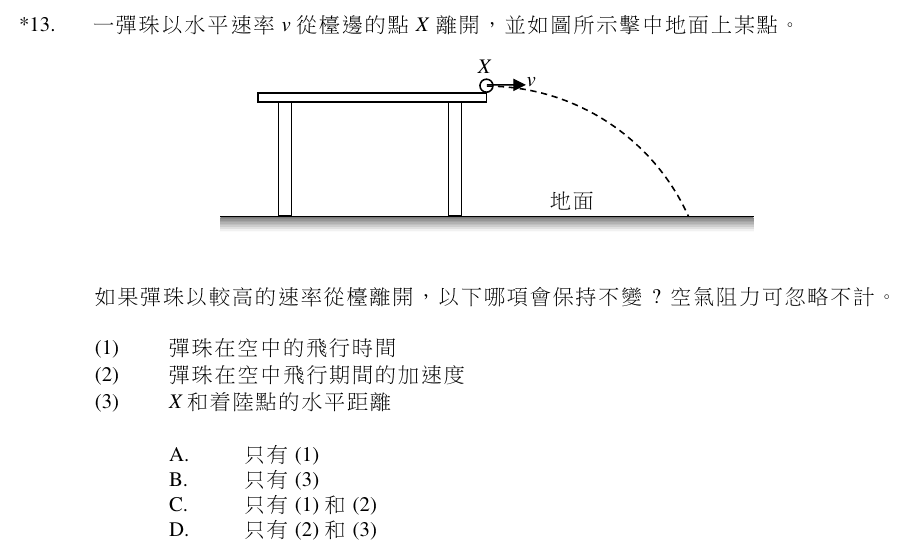 *13. 一彈珠以水平速率 v 從檯邊的點 X 離開，並如圖所示擊中地面上某點。
X
v
地面
如果彈珠以較高的速率從檯離開，以下哪項會保持不變？空氣阻力可忽略不計。
(1) 彈珠在空中的飛行時間
(2) 彈珠在空中飛行期間的加速度
(3) X 和着陸點的水平距離
A. 只有 (1)
B. 只有 (3)
C. 只有 (1) 和 (2)
D. 只有 (2) 和 (3)